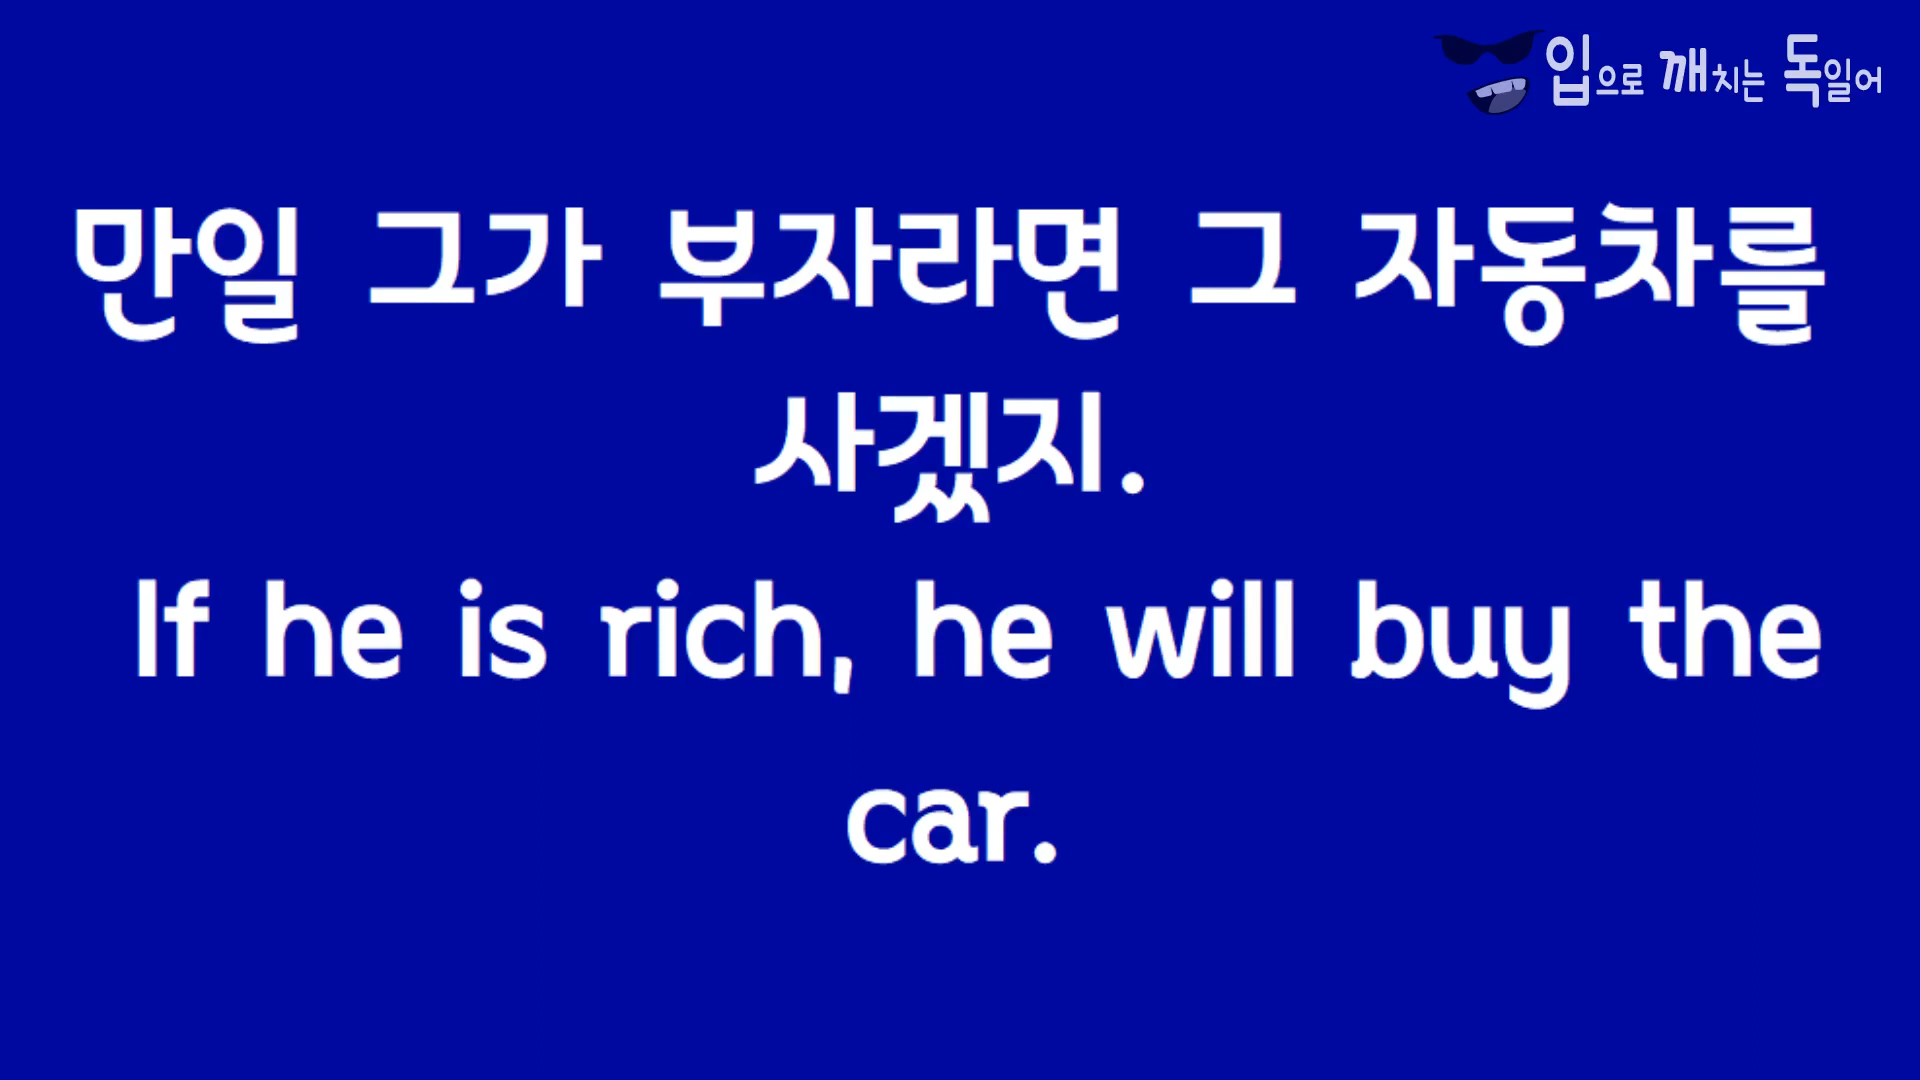 입으로 깨치는 독일어
만일 그가 부자라면 그 자동차를
사겠지.
If he is rich, he will buy the
car.